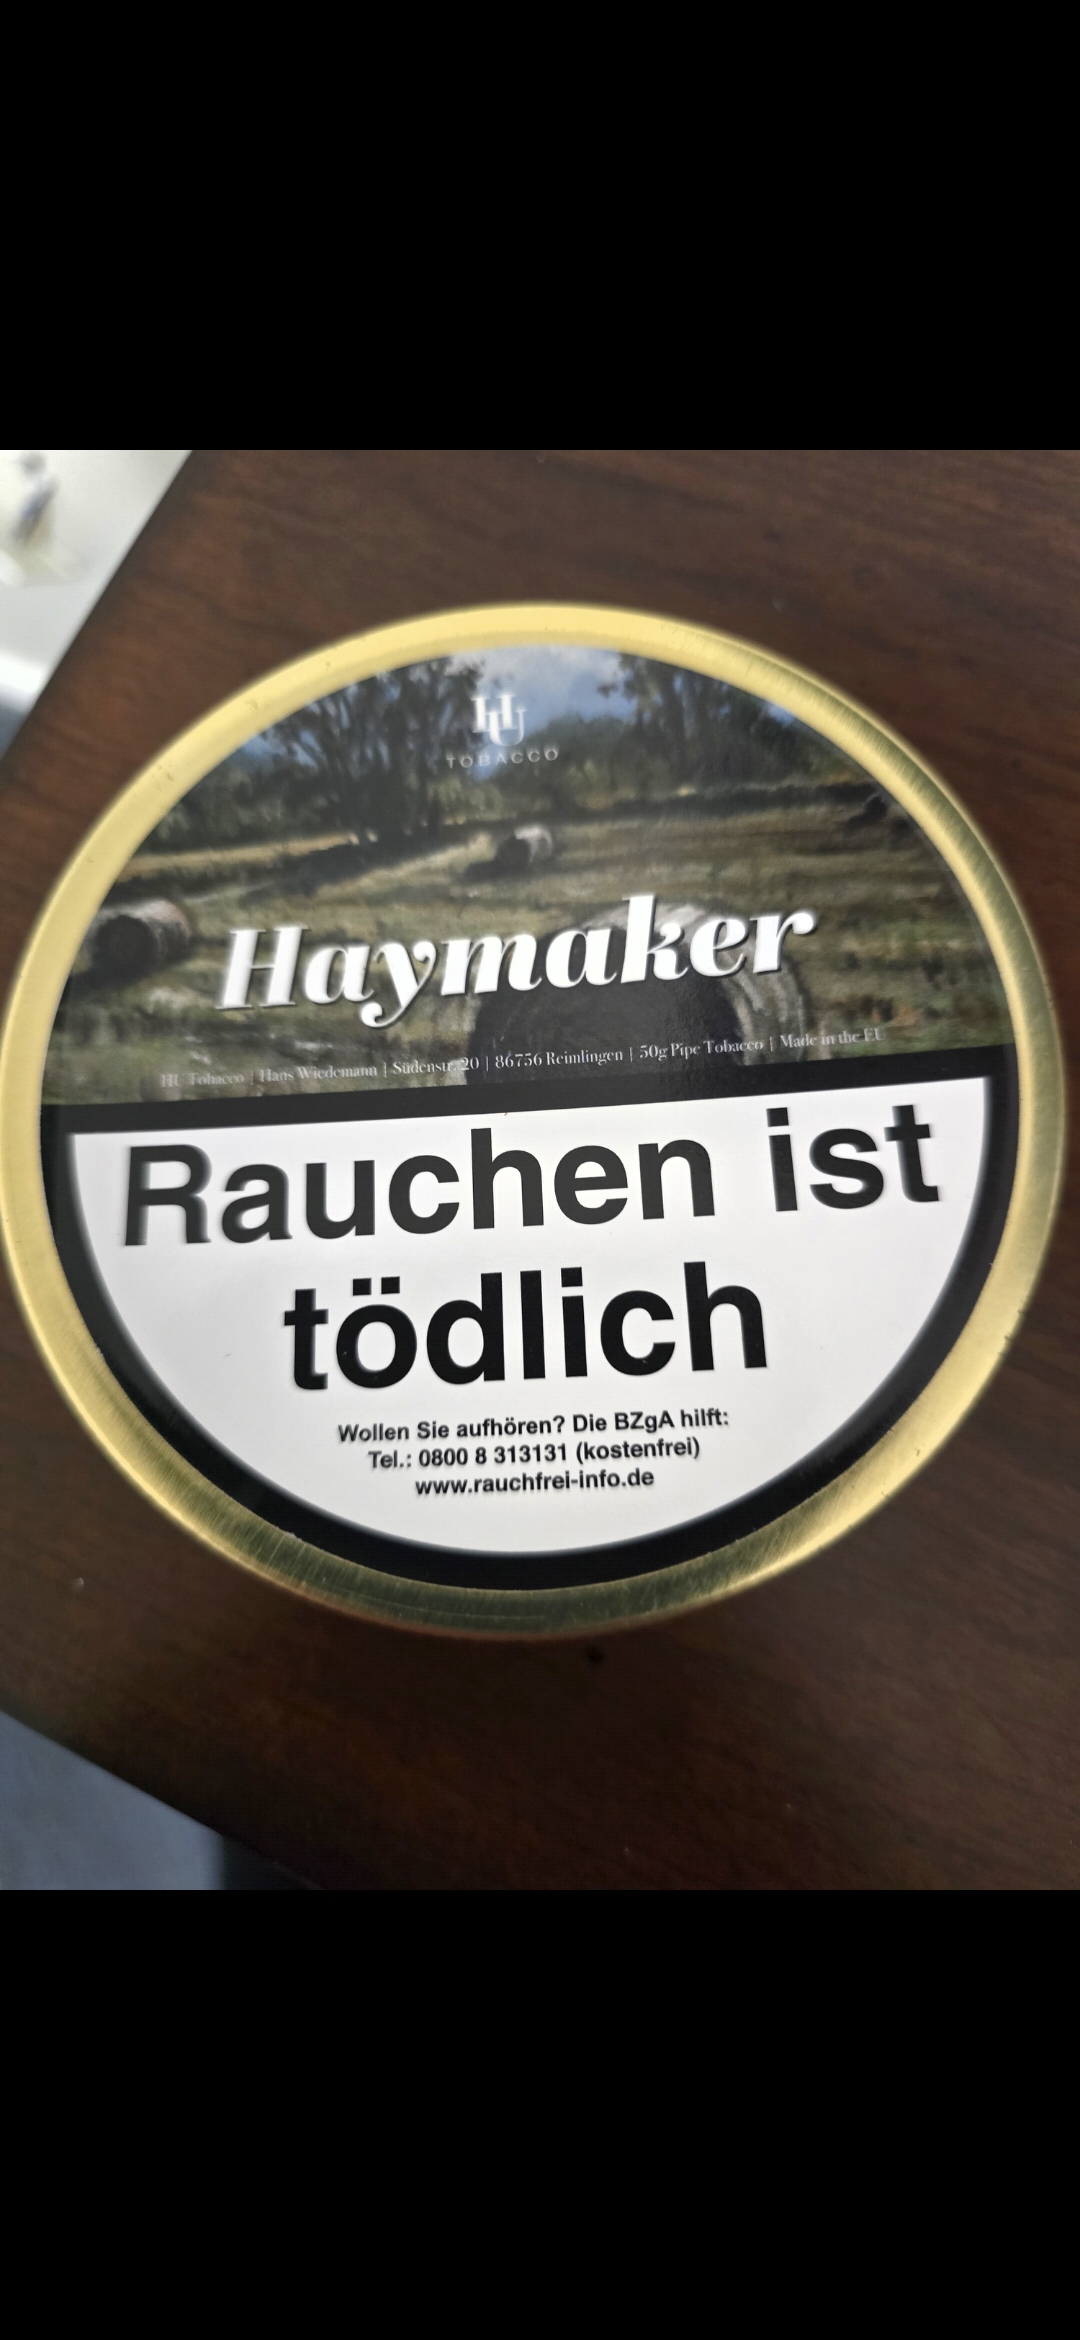 HU
TOBACCO
Haymaker
HU Tobacco | Hans Wiedemann | Südenstr. 20 | 86756 Reimlingen | 50g Pipe Tobacco | Made in the EU
Rauchen ist
tödlich
Wollen Sie aufhören? Die BZgA hilft:
Tel.: 0800 8 313131 (kostenfrei)
www.rauchfrei-info.de